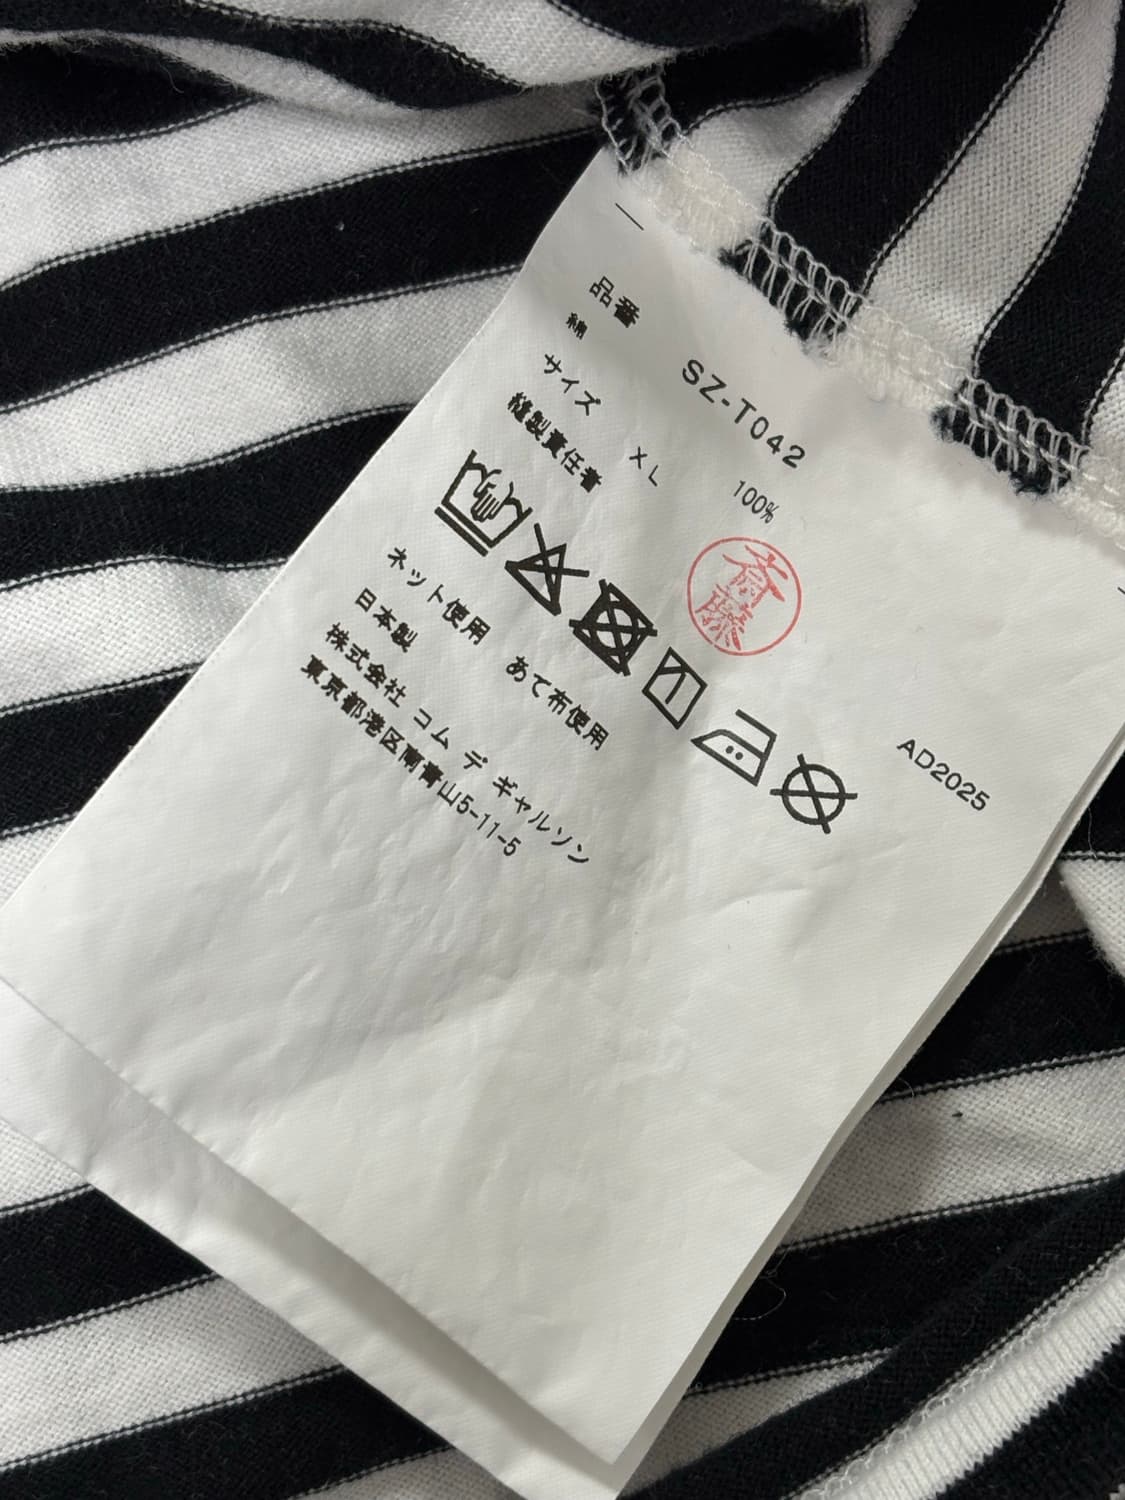 品番 SZ-T042
綿 100%
サイズ XL
縫製責任者 斉藤
ネット使用 あて布使用
日本製 AD2025
株式会社 コム デ ギャルソン
東京都港区南青山5-11-5